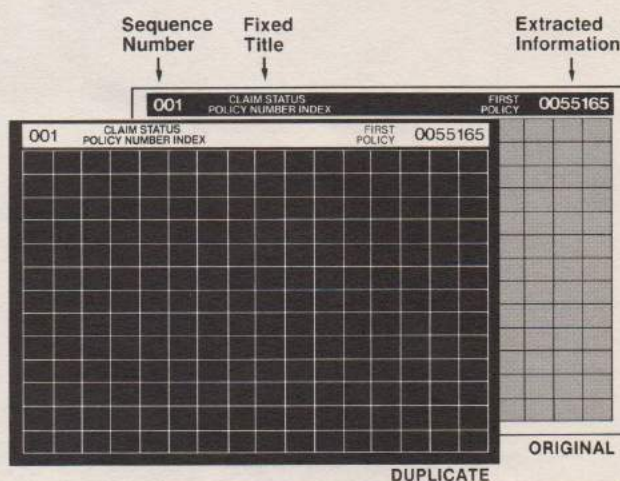 Sequence
Number
Fixed
Title
Extracted
Information
001
CLAIM STATUS
POLICY NUMBER INDEX
FIRST
POLICY
0055165
001
CLAIM STATUS
POLICY NUMBER INDEX
FIRST
POLICY
0055165
ORIGINAL
DUPLICATE